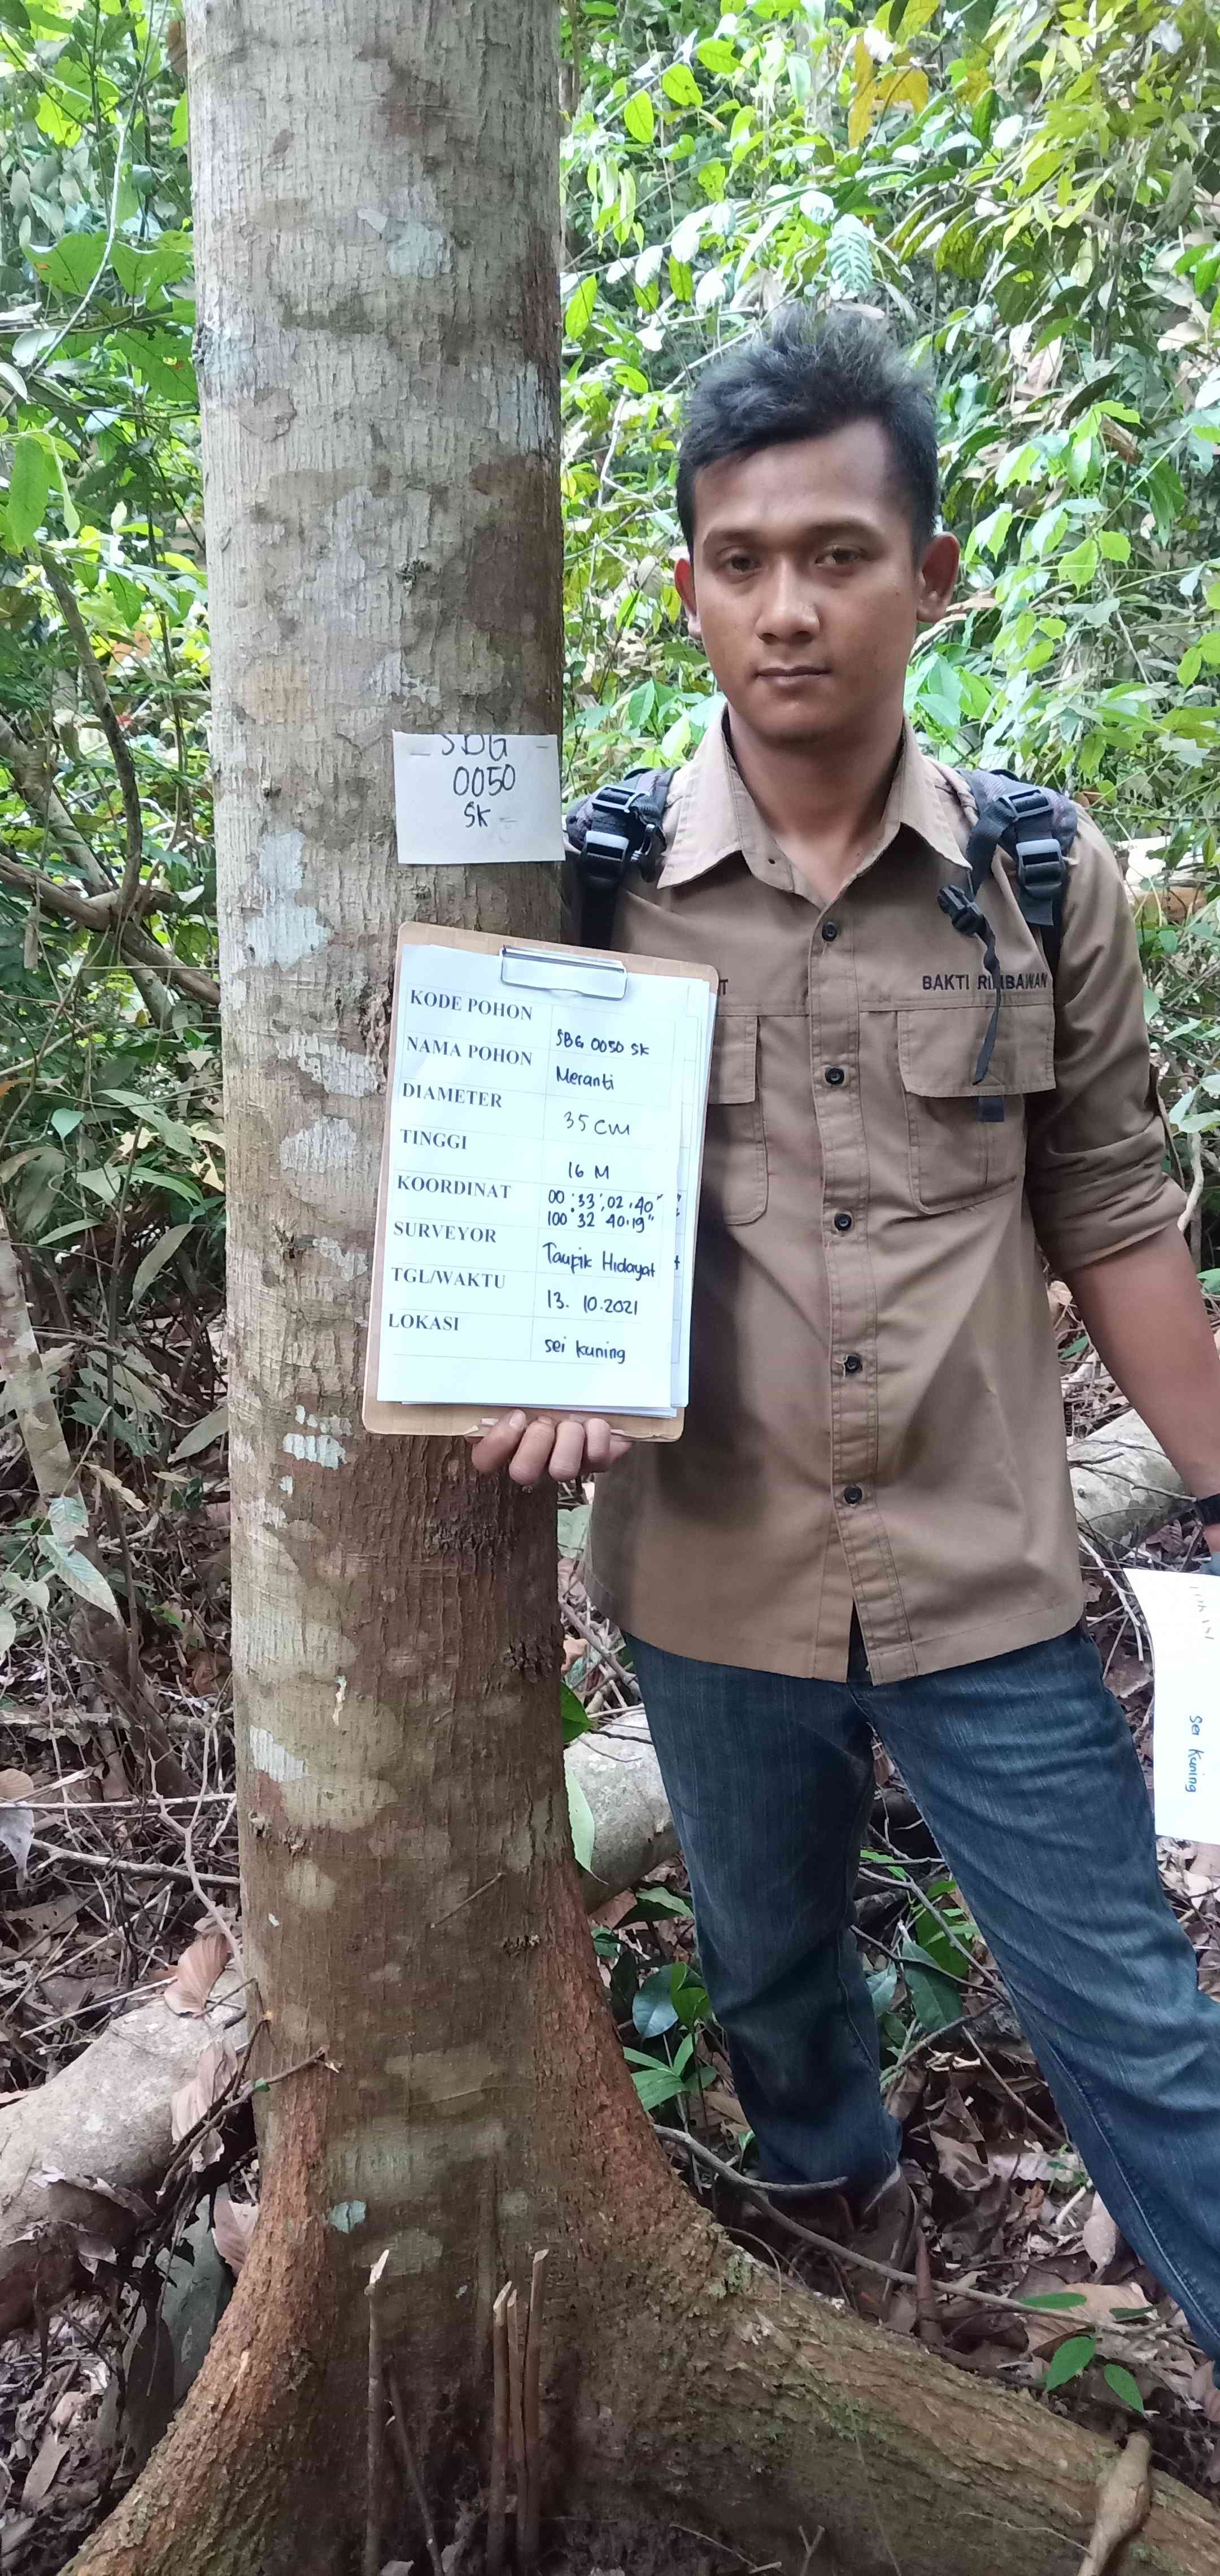 SBG
0050
SK
BAKTI RIMBAWAN
KODE POHON SBG 0050 SK
NAMA POHON Meranti
DIAMETER 35 CM
TINGGI 16 M
KOORDINAT 00°33',02.40"
100°32 40.19"
SURVEYOR Taupik Hidayat
TGL/WAKTU 13.10.2021
LOKASI sei kuning
Sei Kuning